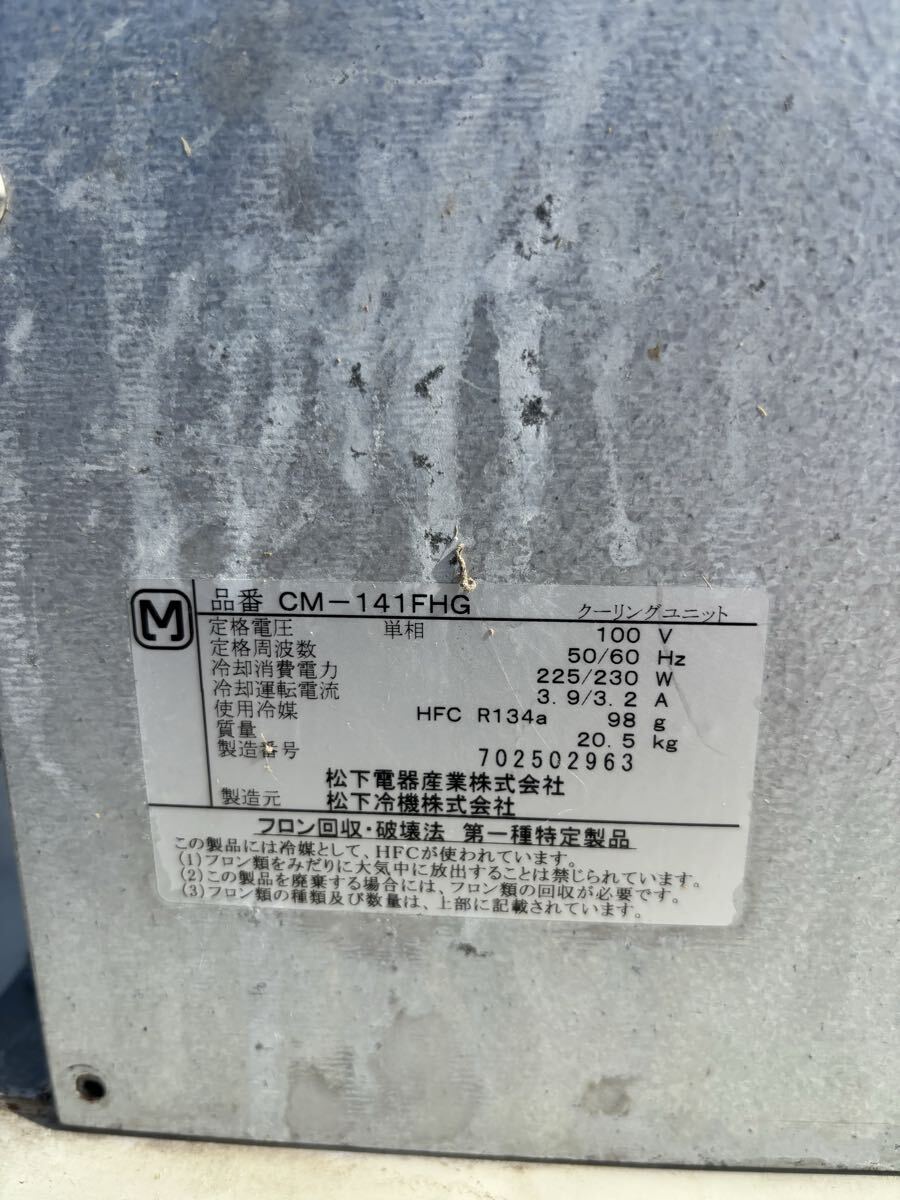 M
品番 CM-141FHG クーリングユニット
定格電圧 単相 100 V
定格周波数 50/60 Hz
冷却消費電力 225/230 W
冷却運転電流 3.9/3.2 A
使用冷媒 HFC R134a 98 g
質量 20.5 kg
製造番号 702502963
松下電器産業株式会社
製造元 松下冷機株式会社
フロン回収・破壊法 第一種特定製品
この製品には冷媒として、HFCが使われています。
(1)フロン類をみだりに大気中に放出することは禁じられています。
(2)この製品を廃棄する場合には、フロン類の回収が必要です。
(3)フロン類の種類及び数量は、上部に記載されています。